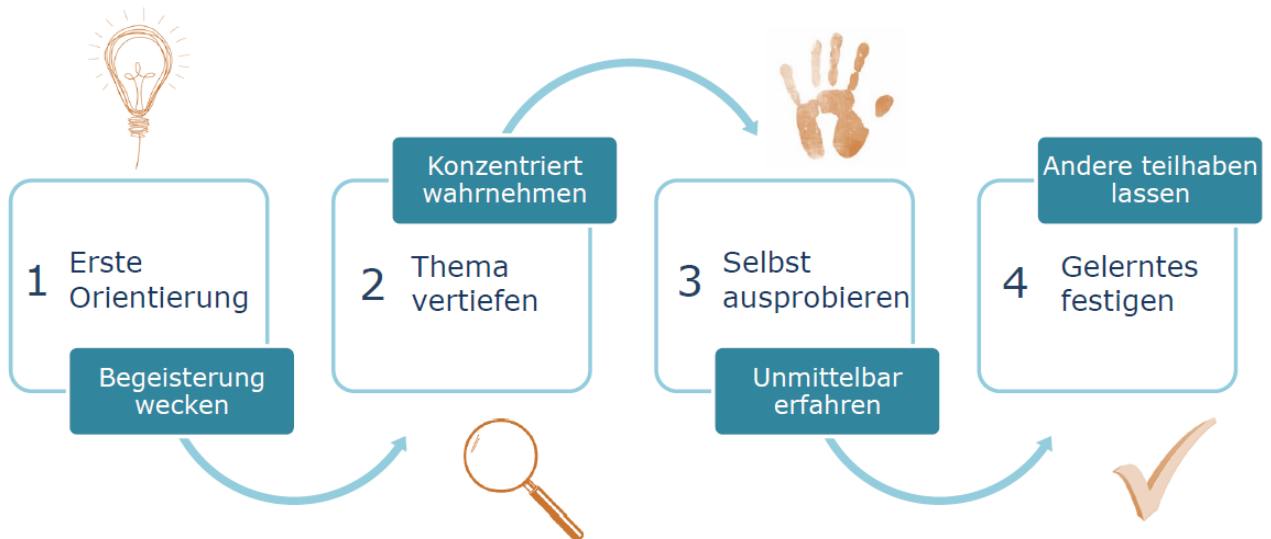 1
Erste
Orientierung
Begeisterung
wecken
Konzentriert
wahrnehmen
2
Thema
vertiefen
3
Selbst
ausprobieren
Unmittelbar
erfahren
Andere teilhaben
lassen
4
Gelerntes
festigen